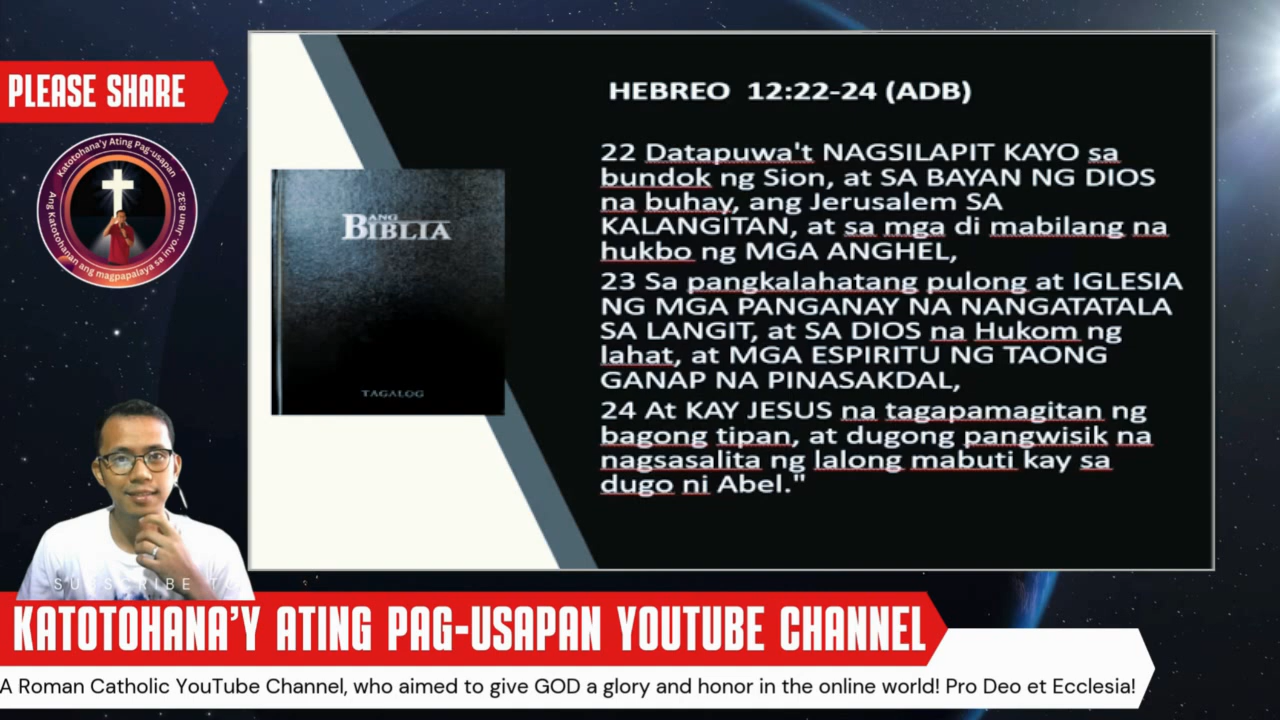 PLEASE SHARE
Katotohana'y Ating Pag-usapan
Ang Katotohanan ang magpapalaya sa inyo. Juan 8:32
HEBREO 12:22-24 (ADB)
22 Datapuwa't NAGSILAPIT KAYO sa
bundok ng Sion, at SA BAYAN NG DIOS
na buhay, ang Jerusalem SA
KALANGITAN, at sa mga di mabilang na
hukbo ng MGA ANGHEL,
23 Sa pangkalahatang pulong at IGLESIA
NG MGA PANGANAY NA NANGATATALA
SA LANGIT, at SA DIOS na Hukom ng
lahat, at MGA ESPIRITU NG TAONG
GANAP NA PINASAKDAL,
24 At KAY JESUS na tagapamagitan ng
bagong tipan, at dugong pangwisik na
nagsasalita ng lalong mabuti kay sa
dugo ni Abel."
ANG
BIBLIA
TAGALOG
SUBSCRIBE TO
KATOTOHANA'Y ATING PAG-USAPAN YOUTUBE CHANNEL
A Roman Catholic YouTube Channel, who aimed to give GOD a glory and honor in the online world! Pro Deo et Ecclesia!